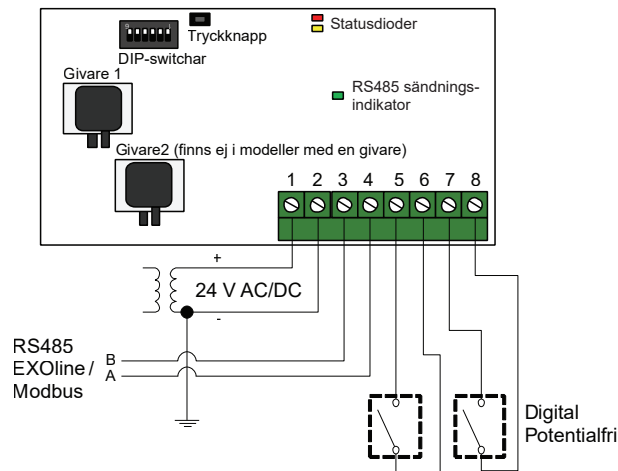 Statusdioder
Tryckknapp
DIP-switchar
Givare 1
RS485 sändnings-
indikator
Givare2 (finns ej i modeller med en givare)
1 2 3 4 5 6 7 8
+
24 V AC/DC
-
RS485
EXOline /
Modbus
B
A
Digital
Potentialfri